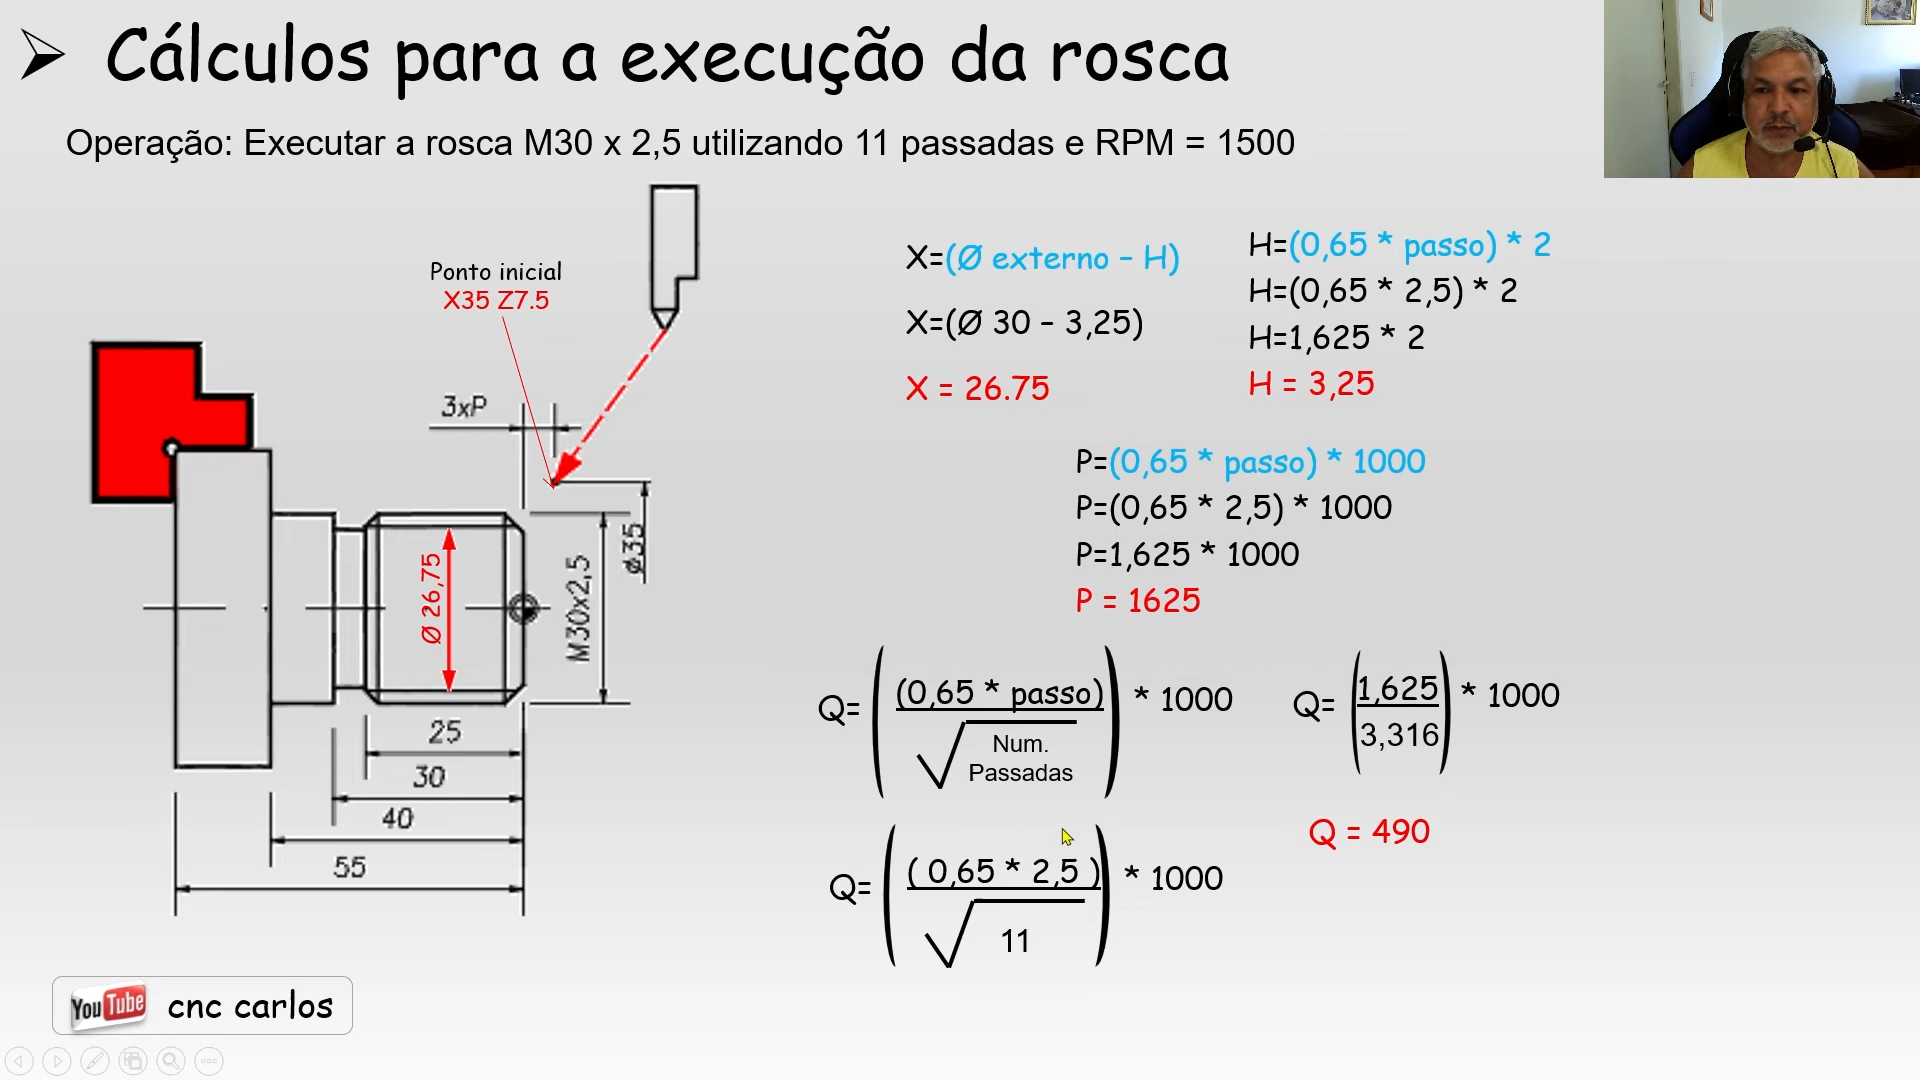 Cálculos para a execução da rosca
Operação: Executar a rosca M30 x 2,5 utilizando 11 passadas e RPM = 1500
Ponto inicial
X35 Z7.5
3xP
Ø35
M30x2,5
Ø 26,75
25
30
40
55
X=(Ø externo – H)
X=(Ø 30 – 3,25)
X = 26.75
H=(0,65 * passo) * 2
H=(0,65 * 2,5) * 2
H=1,625 * 2
H = 3,25
P=(0,65 * passo) * 1000
P=(0,65 * 2,5) * 1000
P=1,625 * 1000
P = 1625
Q= ( (0,65 * passo) ) * 1000
√ Num.
Passadas
Q= ( 1,625 ) * 1000
3,316
Q= ( ( 0,65 * 2,5 ) ) * 1000
√ 11
Q = 490
YouTube cnc carlos